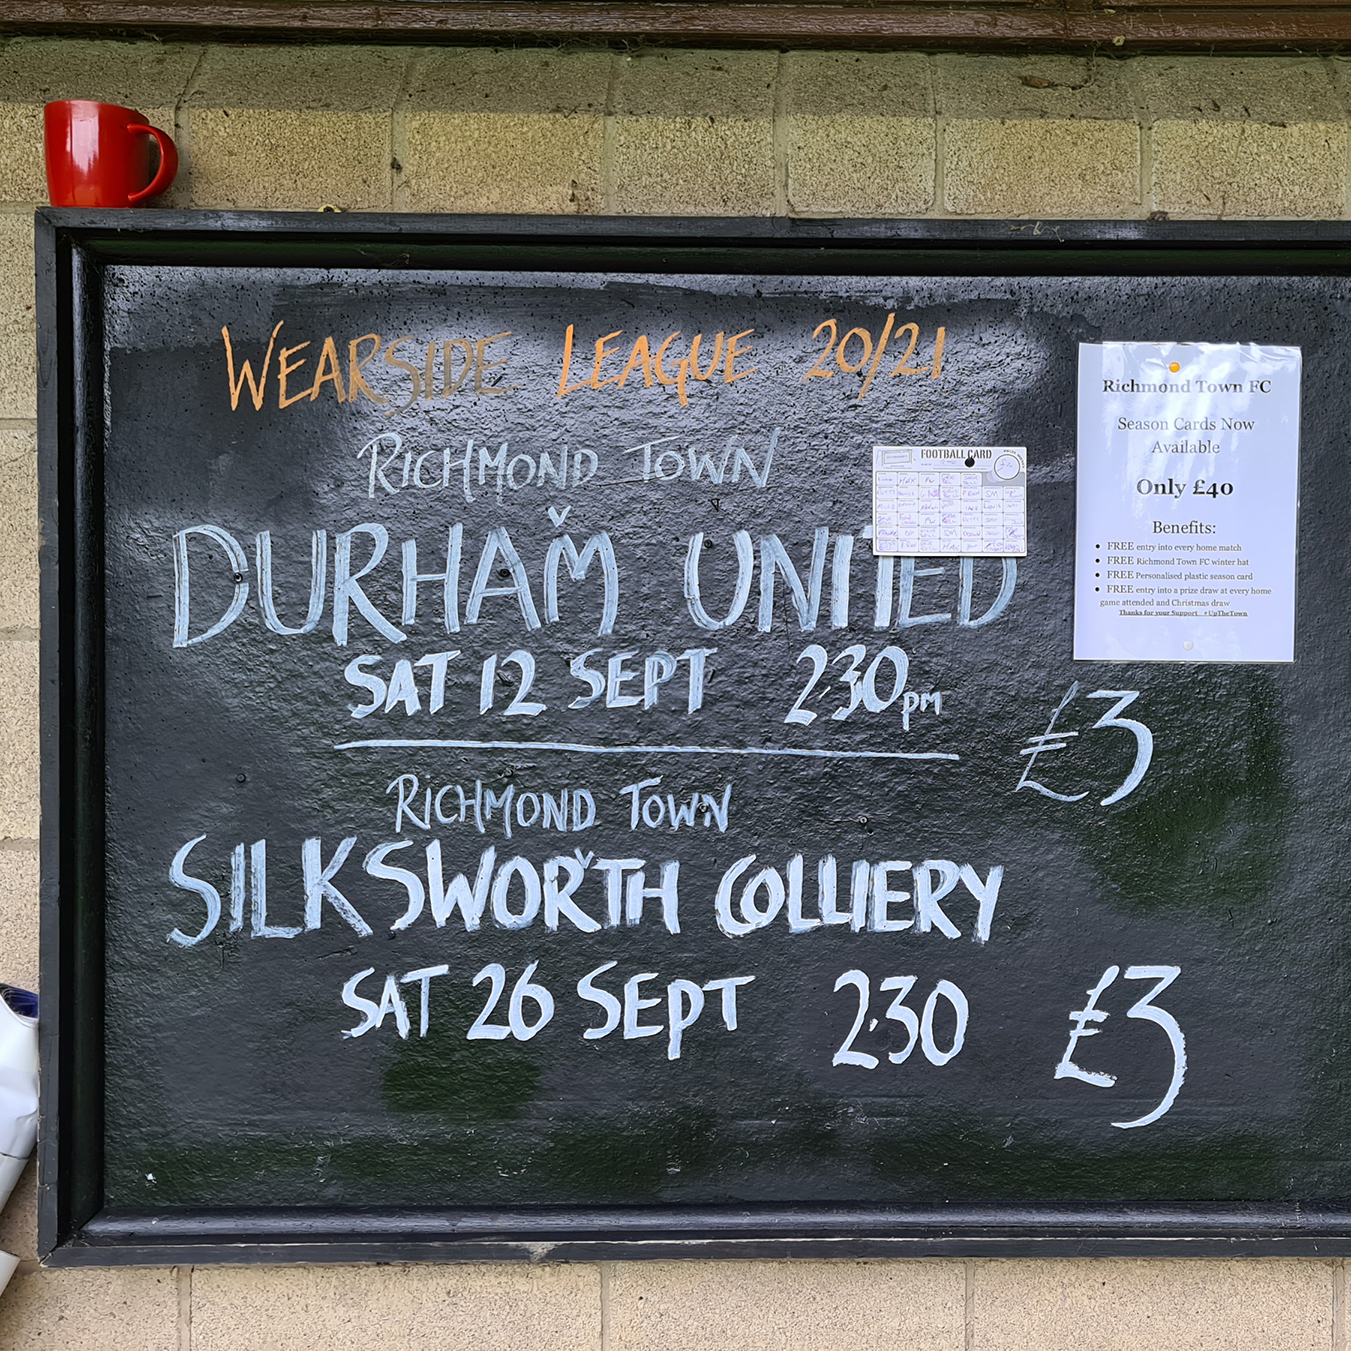 WEARSIDE LEAGUE 20/21
RICHMOND TOWN
V
DURHAM UNITED
SAT 12 SEPT 2.30pm
£3
RICHMOND TOWN
V
SILKSWORTH COLLIERY
SAT 26 SEPT 2.30 £3
FOOTBALL CARD
Richmond Town FC
Season Cards Now
Available
Only £40
Benefits:
• FREE entry into every home match
• FREE Richmond Town FC winter hat
• FREE Personalised plastic season card
• FREE entry into a prize draw at every home
game attended and Christmas draw
Thanks for your Support #UpTheTown